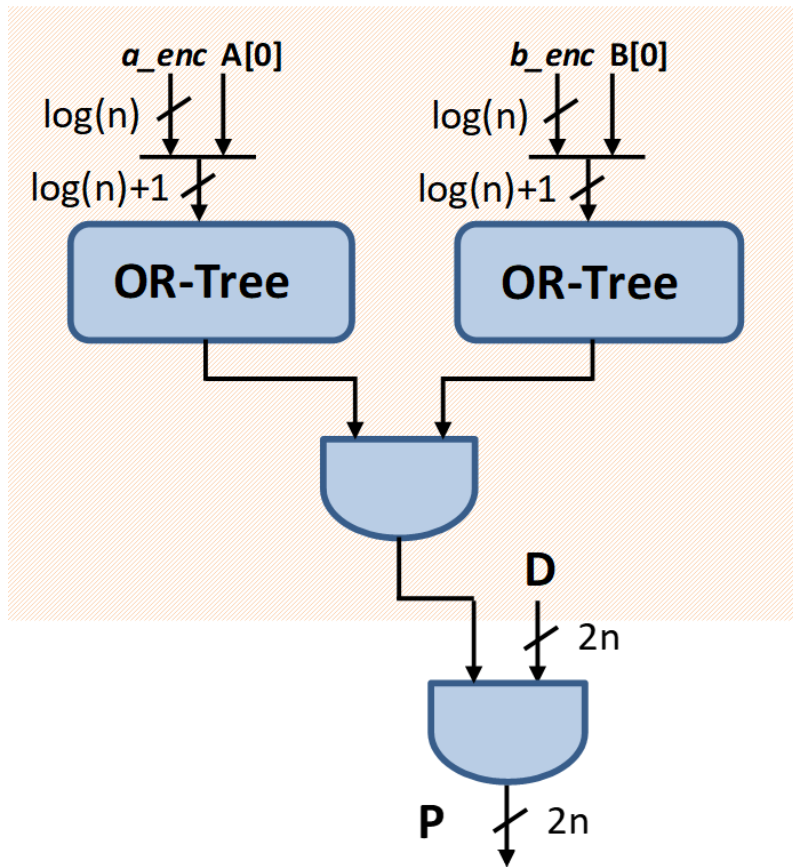 a_enc A[0] b_enc B[0]
log(n) log(n)
log(n)+1 log(n)+1
OR-Tree OR-Tree
D
2n
P 2n